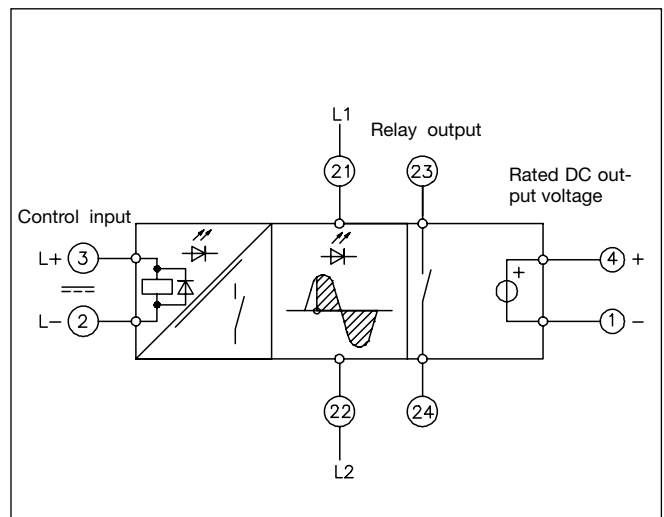 L1
Relay output
21
23
Rated DC out-
put voltage
Control input
L+ 3
4 +
+
L− 2
1 −
22
24
L2